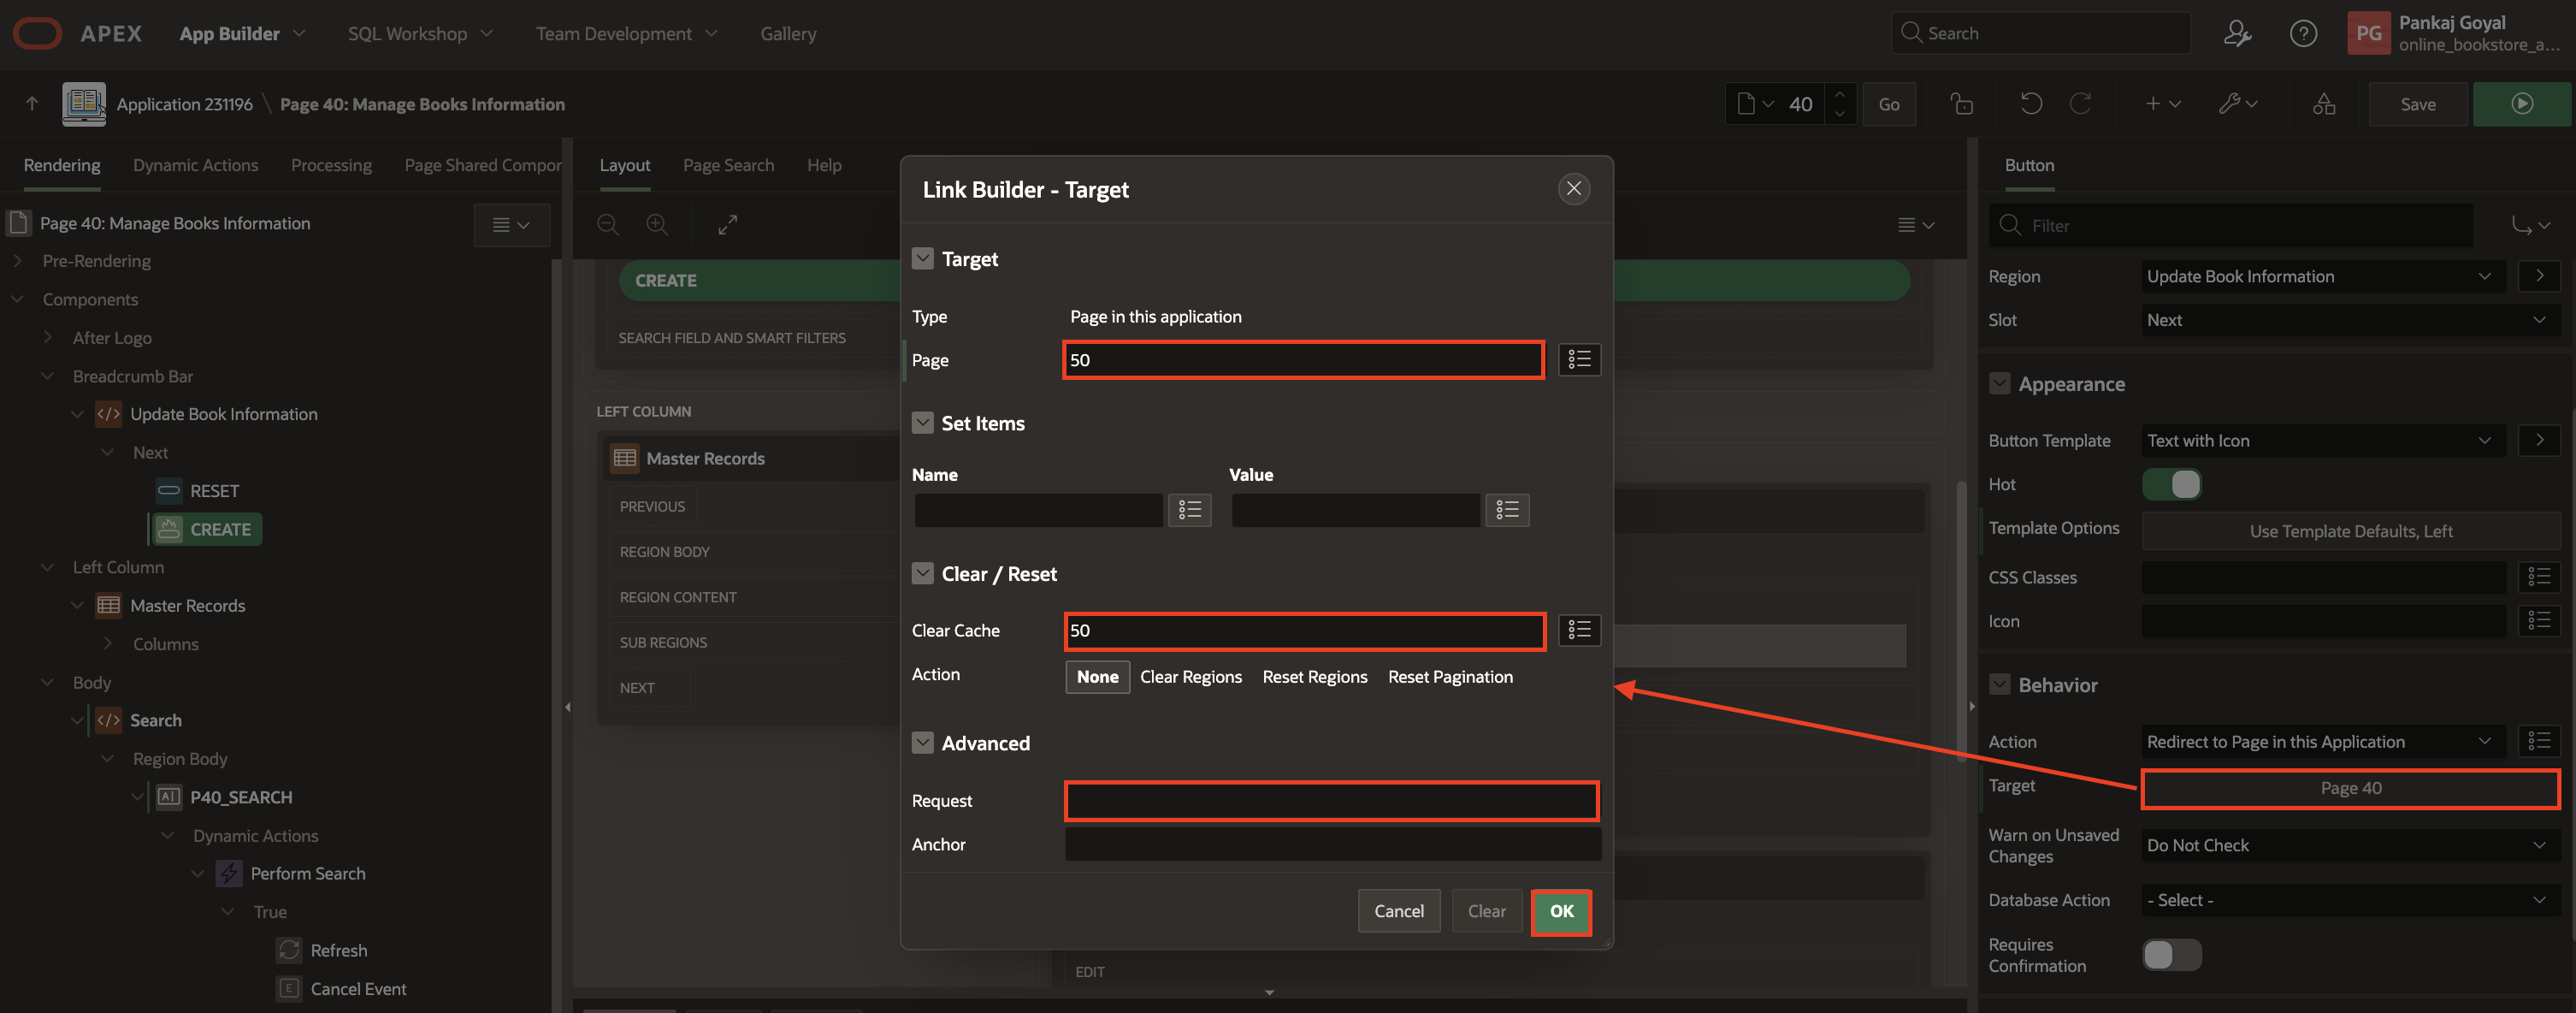 APEX App Builder SQL Workshop Team Development Gallery Search PG Pankaj Goyal
online_bookstore_a...
Application 231196 \ Page 40: Manage Books Information 40 Go Save
Rendering Dynamic Actions Processing Page Shared Compor
Layout Page Search Help
Button
Page 40: Manage Books Information
Pre-Rendering
Components
After Logo
Breadcrumb Bar
Update Book Information
Next
RESET
CREATE
Left Column
Master Records
Columns
Body
Search
Region Body
P40_SEARCH
Dynamic Actions
Perform Search
True
Refresh
Cancel Event
CREATE
SEARCH FIELD AND SMART FILTERS
LEFT COLUMN
Master Records
PREVIOUS
REGION BODY
REGION CONTENT
SUB REGIONS
NEXT
EDIT
Link Builder - Target
Target
Type Page in this application
Page 50
Set Items
Name Value
Clear / Reset
Clear Cache 50
Action None Clear Regions Reset Regions Reset Pagination
Advanced
Request
Anchor
Cancel Clear OK
Filter
Region Update Book Information
Slot Next
Appearance
Button Template Text with Icon
Hot
Template Options Use Template Defaults, Left
CSS Classes
Icon
Behavior
Action Redirect to Page in this Application
Target Page 40
Warn on Unsaved
Changes Do Not Check
Database Action - Select -
Requires
Confirmation